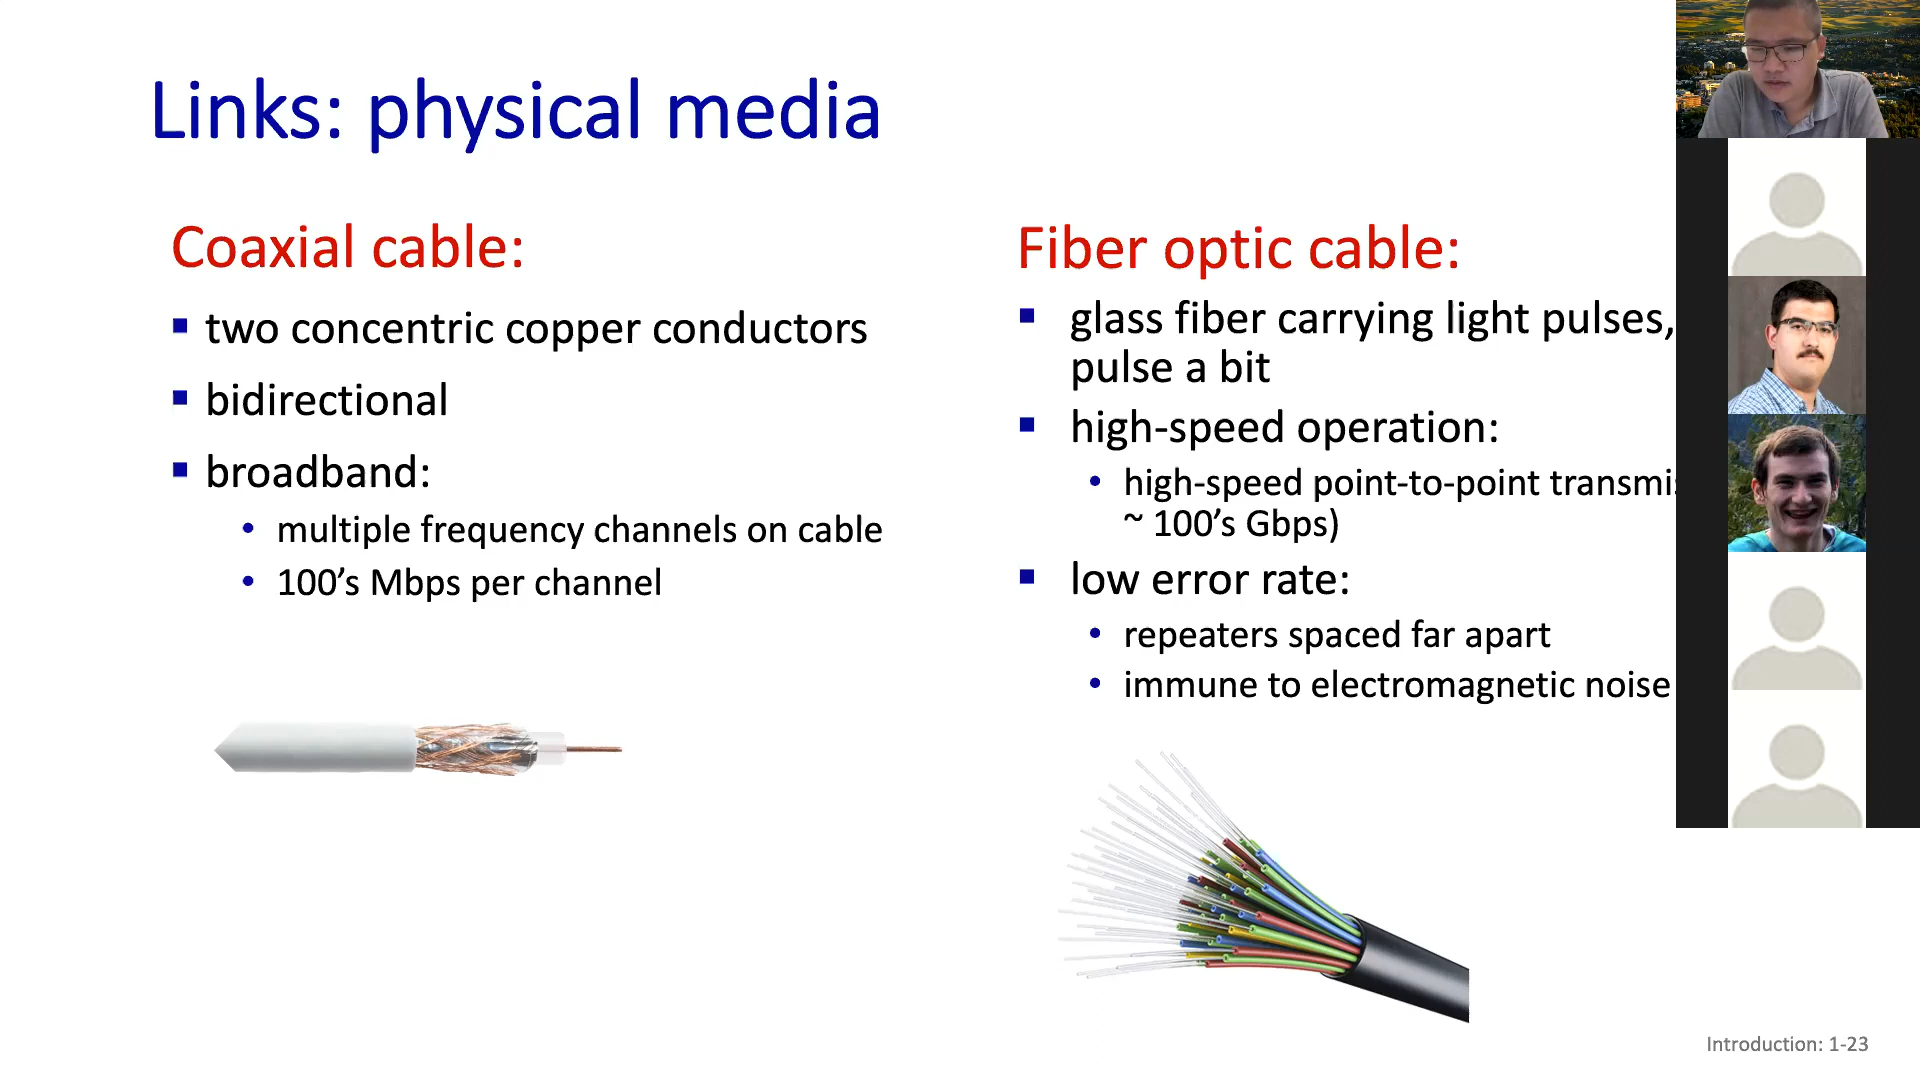 Links: physical media
Coaxial cable:
two concentric copper conductors
bidirectional
broadband:
multiple frequency channels on cable
100's Mbps per channel
Fiber optic cable:
glass fiber carrying light pulses,
pulse a bit
high-speed operation:
high-speed point-to-point
~ 100's Gbps)
low error rate:
repeaters spaced far apart
immune to electromagnetic noise
Introduction: 1-23